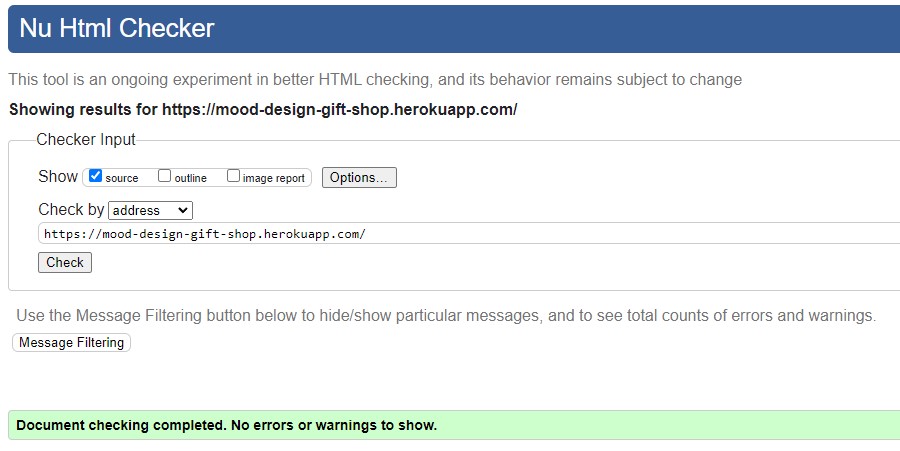 Nu Html Checker
This tool is an ongoing experiment in better HTML checking, and its behavior remains subject to change
Showing results for https://mood-design-gift-shop.herokuapp.com/
Checker Input
Show source outline image report Options...
Check by address
https://mood-design-gift-shop.herokuapp.com/
Check
Use the Message Filtering button below to hide/show particular messages, and to see total counts of errors and warnings.
Message Filtering
Document checking completed. No errors or warnings to show.